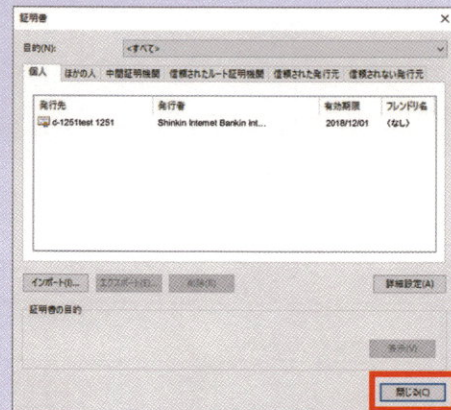 証明書
目的(N):
<すべて>
個人 ほかの人 中間証明機関 信頼されたルート証明機関 信頼された発行元 信頼されない発行元
発行先 発行者 有効期限 フレンドリ名
d-1251test 1251 Shinkin Internet Bankin Int... 2018/12/01 <なし>
インポート(I)... エクスポート(E)... 削除(R) 詳細設定(A)
証明書の目的
表示(V)
閉じる(C)